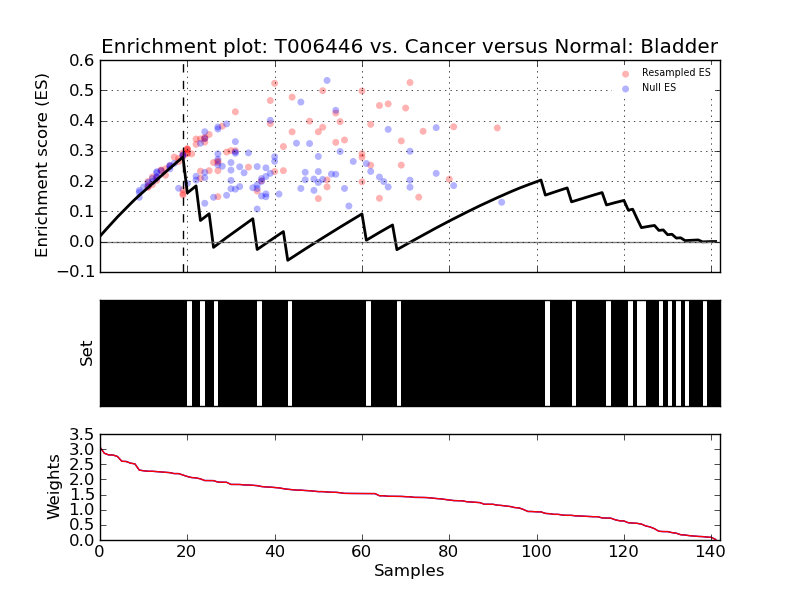 Enrichment plot: T006446 vs. Cancer versus Normal: Bladder
0.6
0.5
0.4
0.3
0.2
0.1
0.0
−0.1
Enrichment score (ES)
Resampled ES
Null ES
Set
3.5
3.0
2.5
2.0
1.5
1.0
0.5
0.0
Weights
0 20 40 60 80 100 120 140
Samples